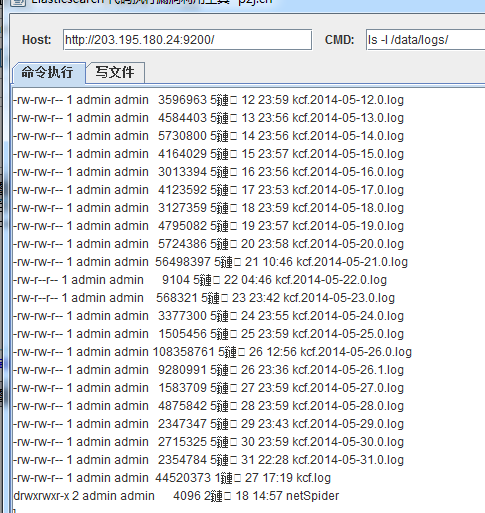 Host: http://203.195.180.24:9200/ CMD: ls -l /data/logs/
命令执行 写文件
-rw-rw-r-- 1 admin admin 3596963 5鏈 12 23:59 kcf.2014-05-12.0.log
-rw-rw-r-- 1 admin admin 4584403 5鏈 13 23:56 kcf.2014-05-13.0.log
-rw-rw-r-- 1 admin admin 5730800 5鏈 14 23:56 kcf.2014-05-14.0.log
-rw-rw-r-- 1 admin admin 4164029 5鏈 15 23:57 kcf.2014-05-15.0.log
-rw-rw-r-- 1 admin admin 3013394 5鏈 16 23:56 kcf.2014-05-16.0.log
-rw-rw-r-- 1 admin admin 4123592 5鏈 17 23:53 kcf.2014-05-17.0.log
-rw-rw-r-- 1 admin admin 3127359 5鏈 18 23:59 kcf.2014-05-18.0.log
-rw-rw-r-- 1 admin admin 4795082 5鏈 19 23:57 kcf.2014-05-19.0.log
-rw-rw-r-- 1 admin admin 5724386 5鏈 20 23:58 kcf.2014-05-20.0.log
-rw-rw-r-- 1 admin admin 56498397 5鏈 21 10:46 kcf.2014-05-21.0.log
-rw-r--r-- 1 admin admin 9104 5鏈 22 04:46 kcf.2014-05-22.0.log
-rw-r--r-- 1 admin admin 568321 5鏈 23 23:42 kcf.2014-05-23.0.log
-rw-rw-r-- 1 admin admin 3377300 5鏈 24 23:55 kcf.2014-05-24.0.log
-rw-rw-r-- 1 admin admin 1505456 5鏈 25 23:59 kcf.2014-05-25.0.log
-rw-rw-r-- 1 admin admin 108358761 5鏈 26 12:56 kcf.2014-05-26.0.log
-rw-rw-r-- 1 admin admin 9280991 5鏈 26 23:36 kcf.2014-05-26.1.log
-rw-rw-r-- 1 admin admin 1583709 5鏈 27 23:59 kcf.2014-05-27.0.log
-rw-rw-r-- 1 admin admin 4875842 5鏈 28 23:59 kcf.2014-05-28.0.log
-rw-rw-r-- 1 admin admin 2347347 5鏈 29 23:43 kcf.2014-05-29.0.log
-rw-rw-r-- 1 admin admin 2715325 5鏈 30 23:59 kcf.2014-05-30.0.log
-rw-rw-r-- 1 admin admin 2354784 5鏈 31 22:28 kcf.2014-05-31.0.log
-rw-rw-r-- 1 admin admin 44520373 1鏈 27 17:19 kcf.log
drwxrwxr-x 2 admin admin 4096 2鏈 18 14:57 netSpider